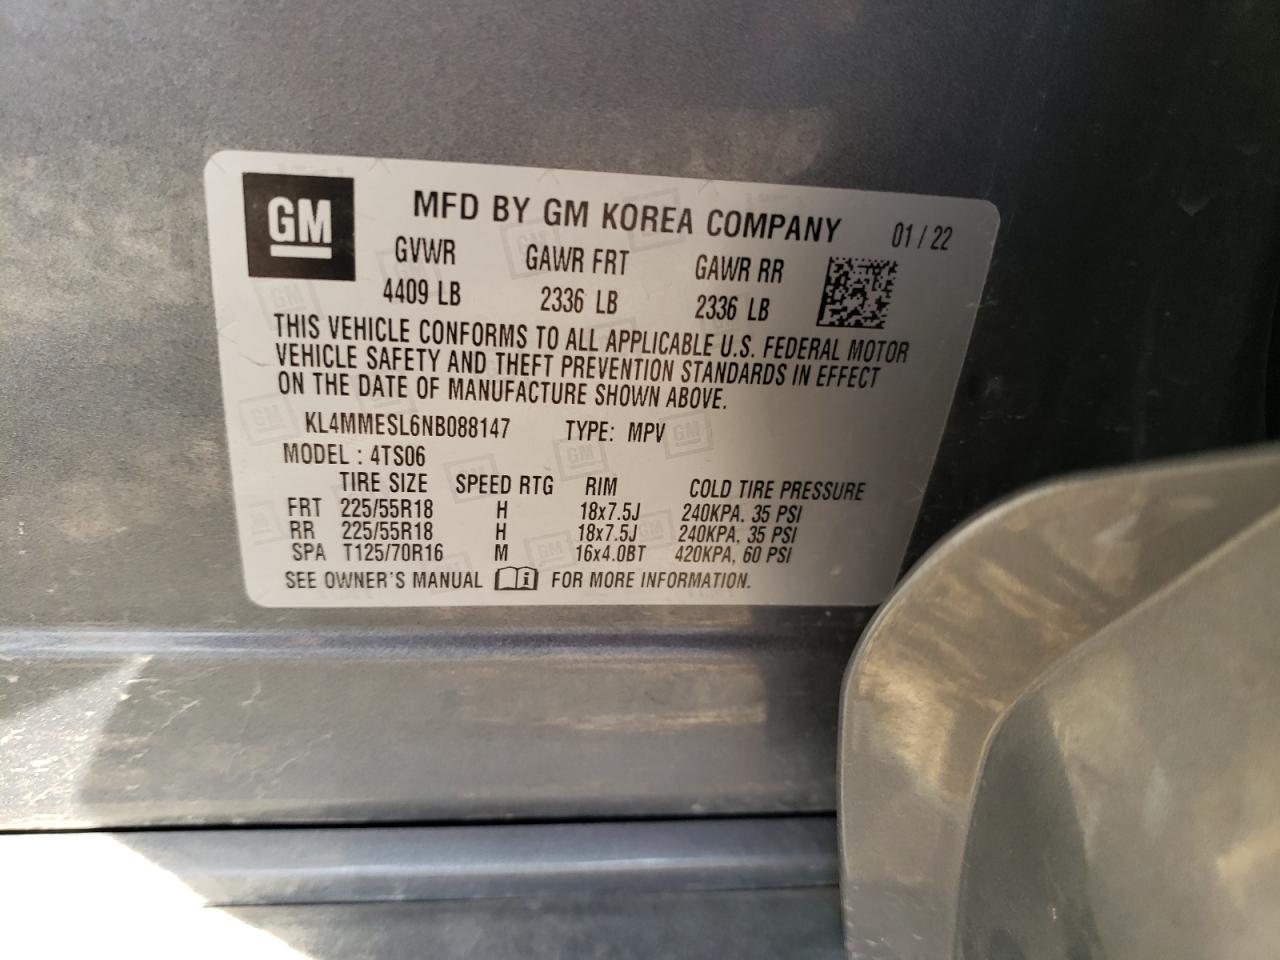 GM MFD BY GM KOREA COMPANY 01 / 22
GVWR GAWR FRT GAWR RR
4409 LB 2336 LB 2336 LB
THIS VEHICLE CONFORMS TO ALL APPLICABLE U.S. FEDERAL MOTOR
VEHICLE SAFETY AND THEFT PREVENTION STANDARDS IN EFFECT
ON THE DATE OF MANUFACTURE SHOWN ABOVE.
KL4MMESL6NB088147 TYPE: MPV
MODEL : 4TS06
TIRE SIZE SPEED RTG RIM COLD TIRE PRESSURE
FRT 225/55R18 H 18x7.5J 240KPA, 35 PSI
RR 225/55R18 H 18x7.5J 240KPA, 35 PSI
SPA T125/70R16 M 16x4.0BT 420KPA, 60 PSI
SEE OWNER'S MANUAL i FOR MORE INFORMATION.